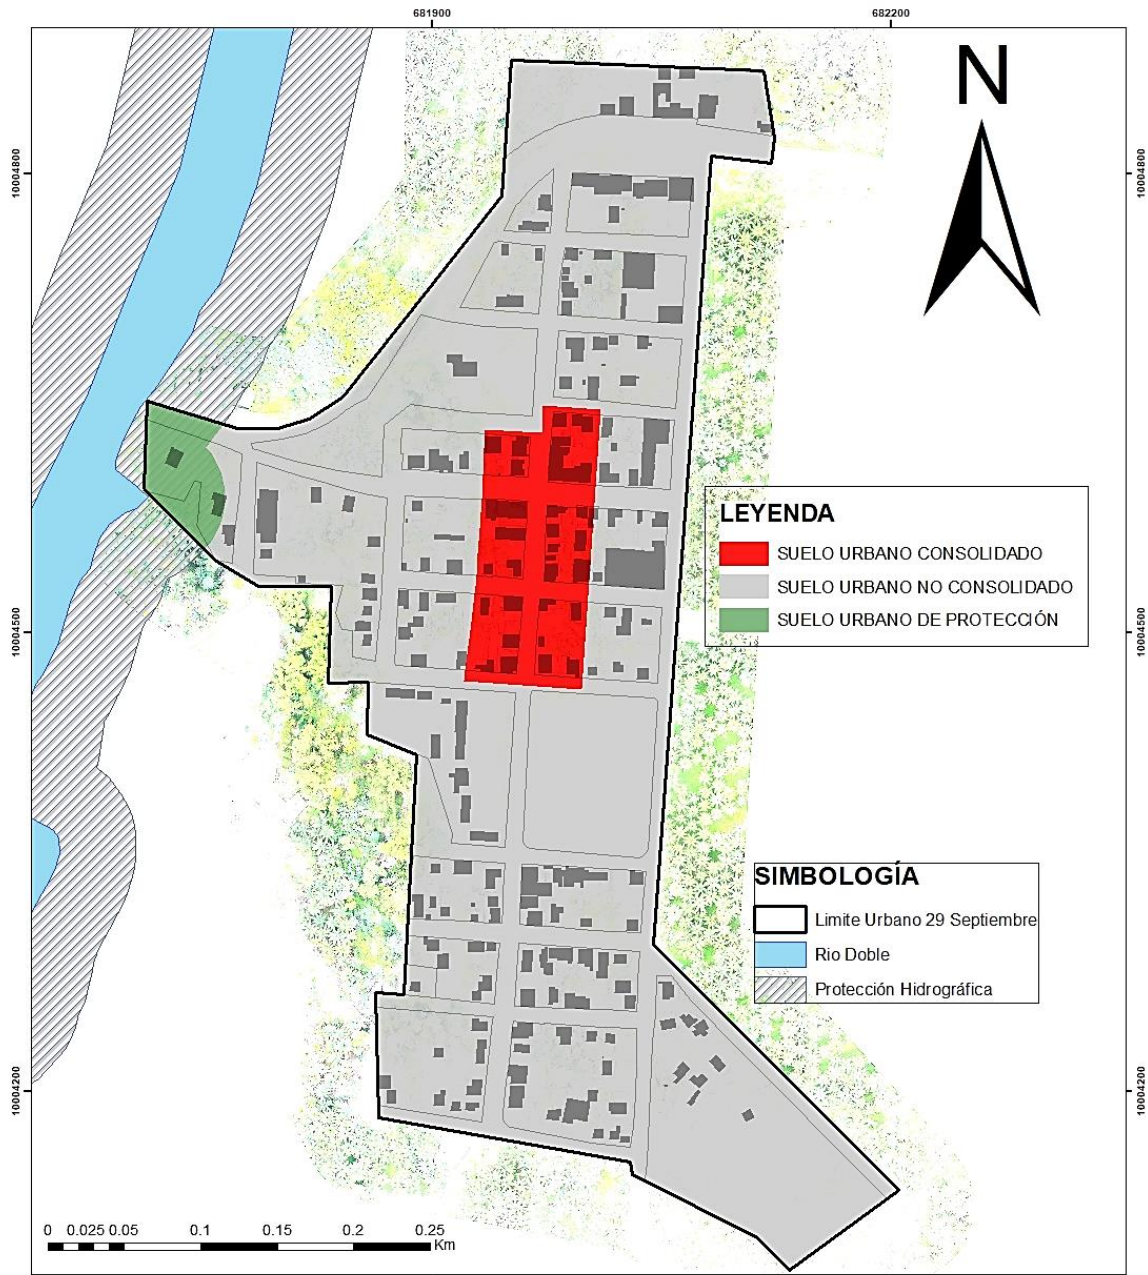 681900
682200
N
10004800
10004800
LEYENDA
SUELO URBANO CONSOLIDADO
SUELO URBANO NO CONSOLIDADO
SUELO URBANO DE PROTECCIÓN
10004500
10004500
SIMBOLOGÍA
Limite Urbano 29 Septiembre
Rio Doble
Protección Hidrográfica
10004200
10004200
0 0.025 0.05 0.1 0.15 0.2 0.25
Km